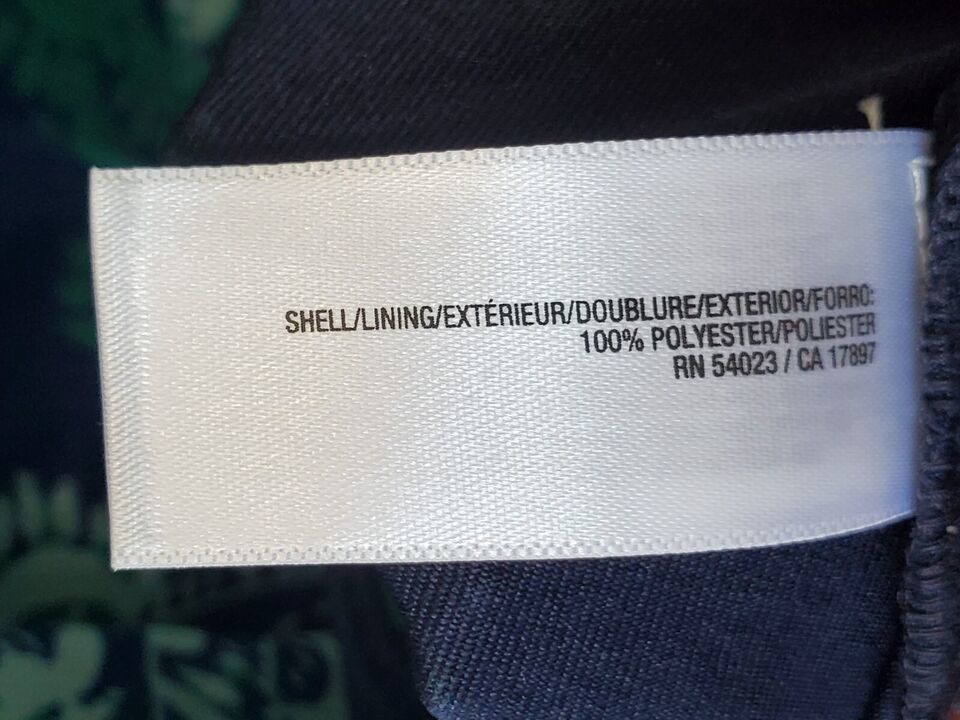 SHELL/LINING/EXTÉRIEUR/DOUBLURE/EXTERIOR/FORRO:
100% POLYESTER/POLIESTER
RN 54023 / CA 17897